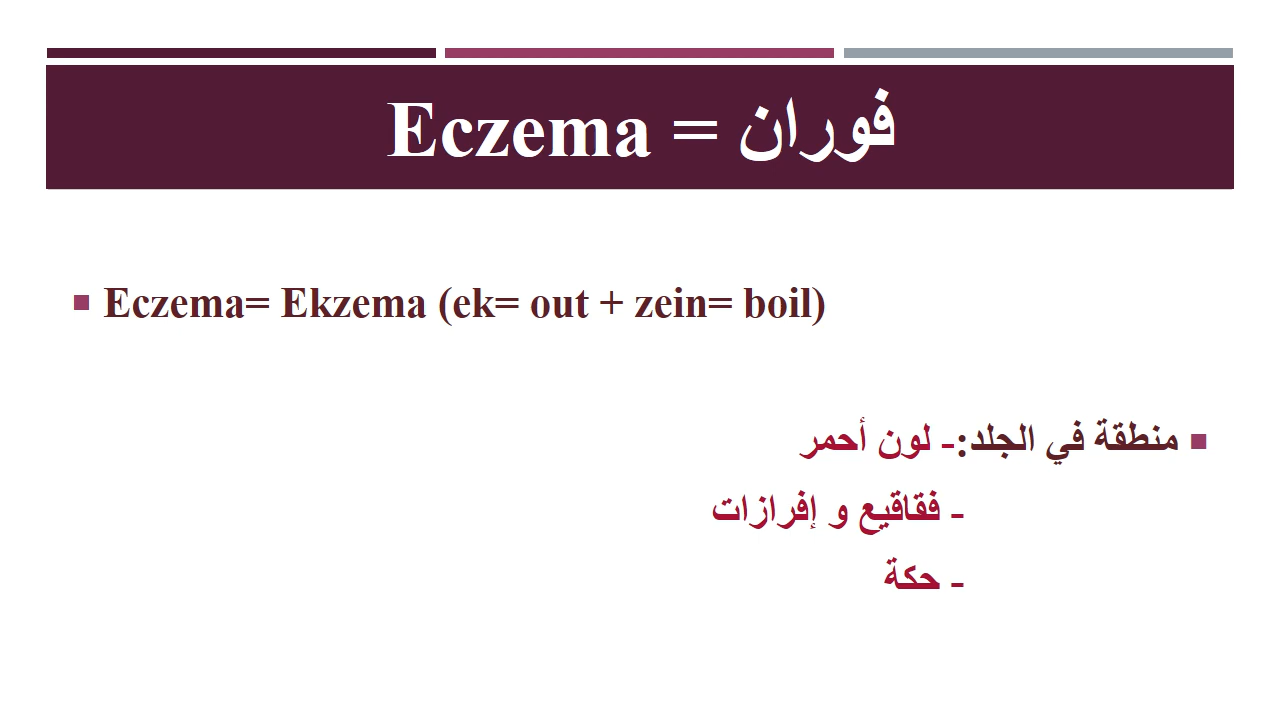 Eczema = فوران
Eczema= Ekzema (ek= out + zein= boil)
منطقة في الجلد:- لون أحمر
- فقاقيع و إفرازات
- حكة